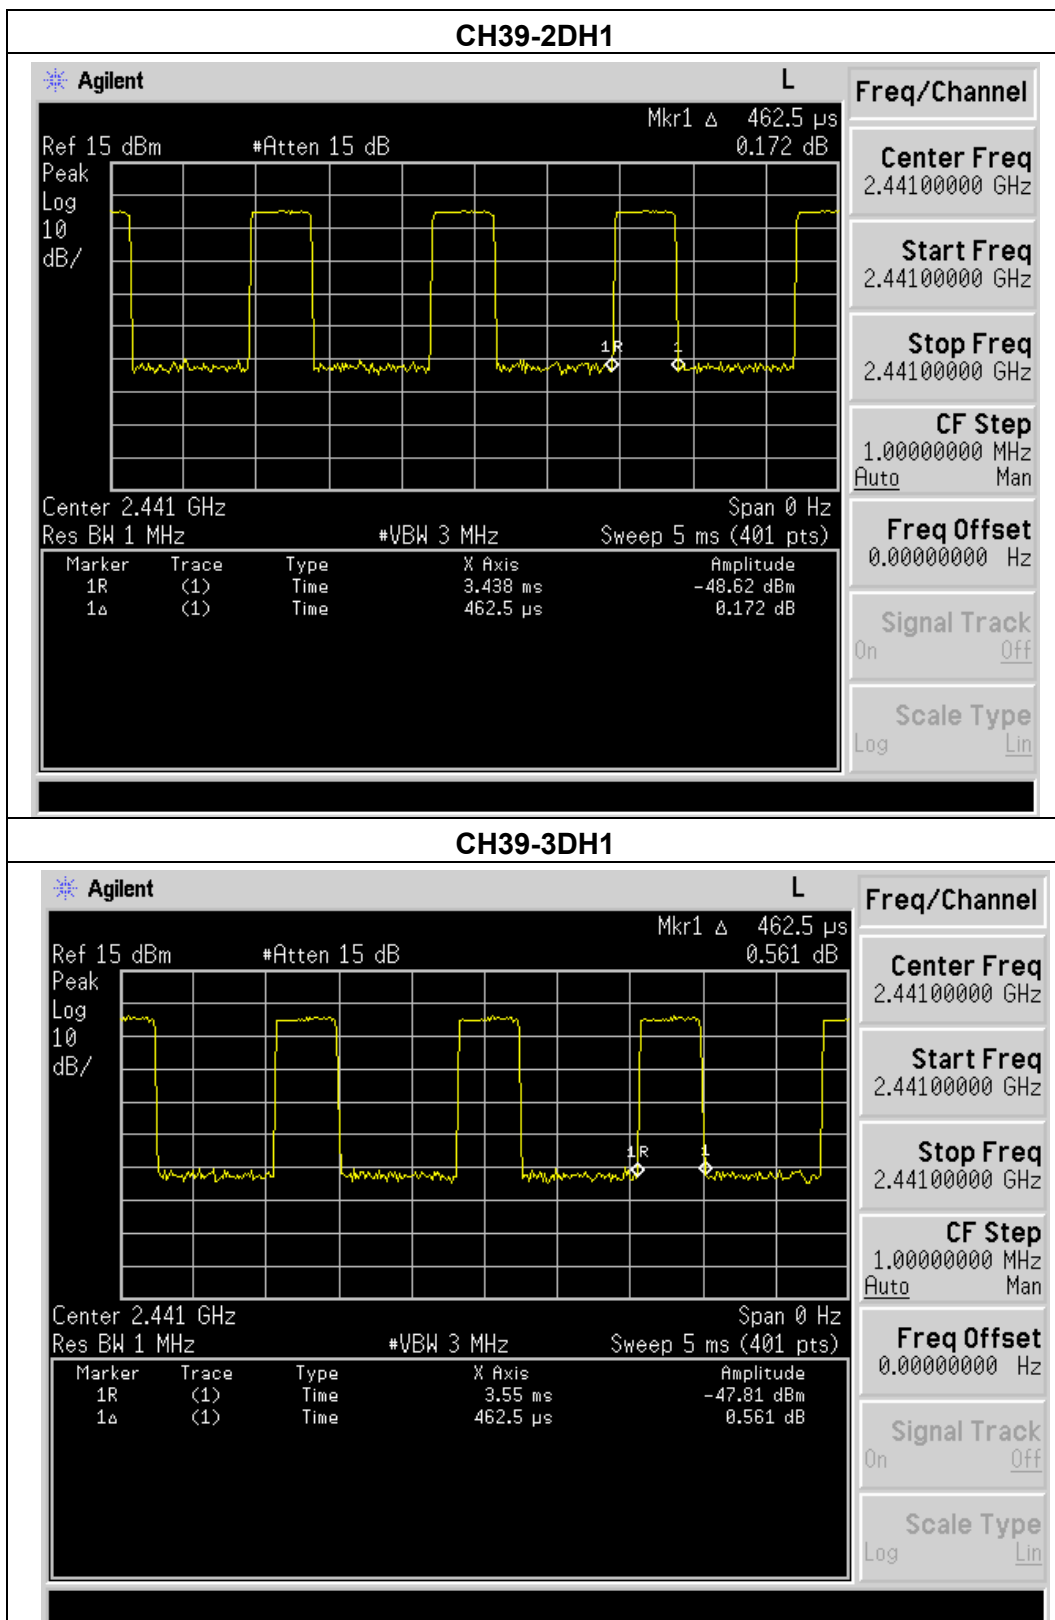 CH39-2DH1
Agilent
L
Freq/Channel
Mkr1 Δ 462.5 µs
Ref 15 dBm #Atten 15 dB 0.172 dB
Peak
Log
10
dB/
1R 1
Center 2.441 GHz Span 0 Hz
Res BW 1 MHz #VBW 3 MHz Sweep 5 ms (401 pts)
Marker Trace Type X Axis Amplitude
1R (1) Time 3.438 ms -48.62 dBm
1Δ (1) Time 462.5 µs 0.172 dB
Center Freq
2.44100000 GHz
Start Freq
2.44100000 GHz
Stop Freq
2.44100000 GHz
CF Step
1.00000000 MHz
Auto Man
Freq Offset
0.00000000 Hz
Signal Track
On Off
Scale Type
Log Lin
CH39-3DH1
Agilent
L
Freq/Channel
Mkr1 Δ 462.5 µs
Ref 15 dBm #Atten 15 dB 0.561 dB
Peak
Log
10
dB/
1R 1
Center 2.441 GHz Span 0 Hz
Res BW 1 MHz #VBW 3 MHz Sweep 5 ms (401 pts)
Marker Trace Type X Axis Amplitude
1R (1) Time 3.55 ms -47.81 dBm
1Δ (1) Time 462.5 µs 0.561 dB
Center Freq
2.44100000 GHz
Start Freq
2.44100000 GHz
Stop Freq
2.44100000 GHz
CF Step
1.00000000 MHz
Auto Man
Freq Offset
0.00000000 Hz
Signal Track
On Off
Scale Type
Log Lin